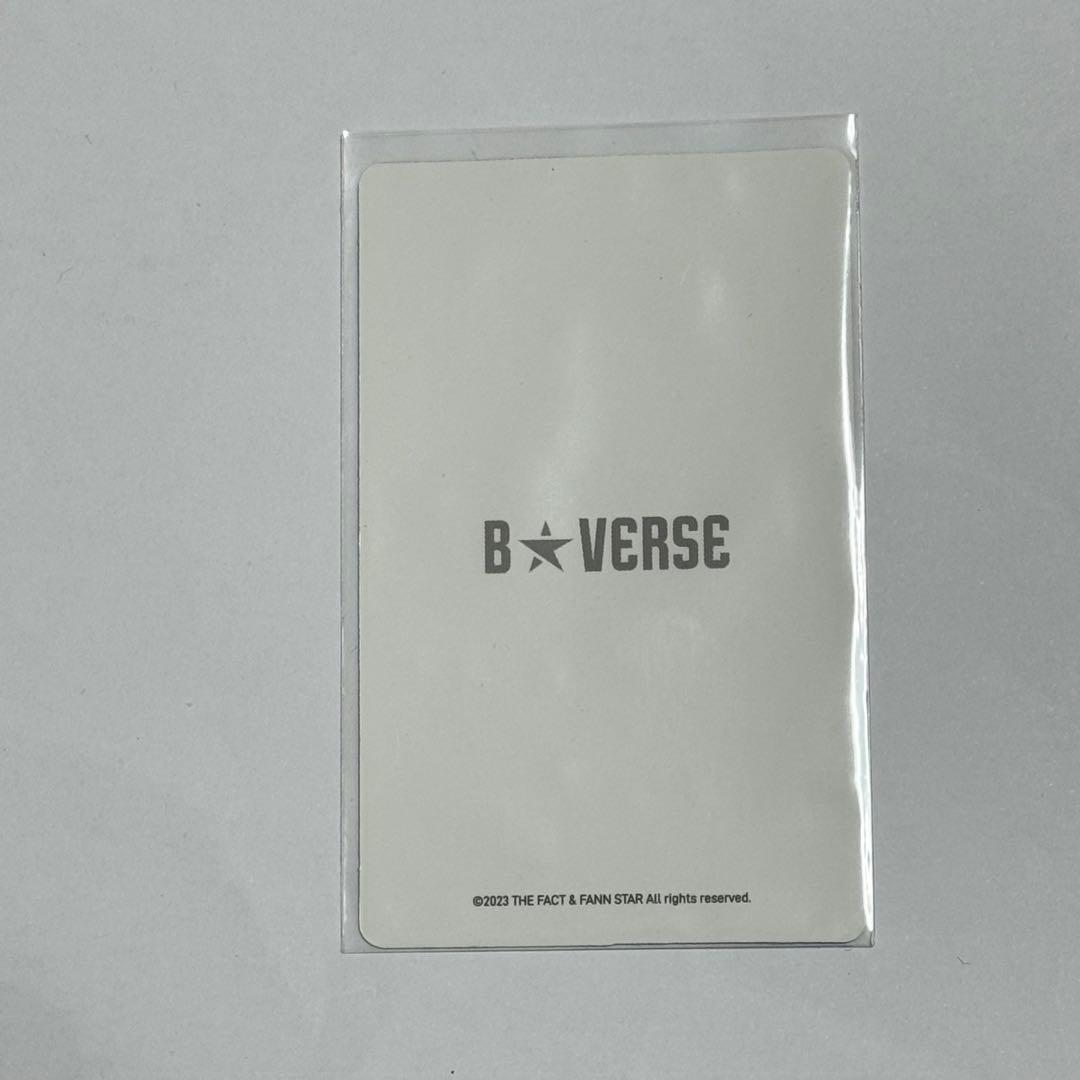 B★VERSE
©2023 THE FACT & FANN STAR All rights reserved.